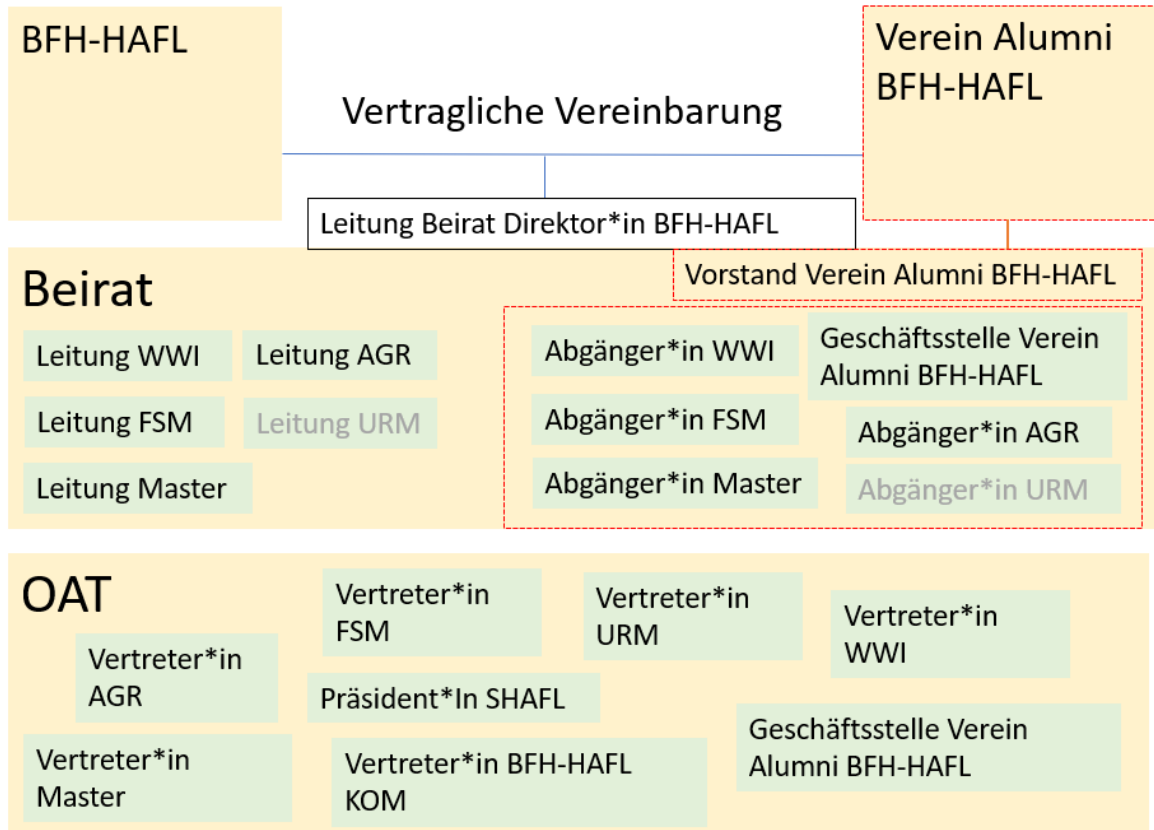 BFH-HAFL
Verein Alumni
BFH-HAFL
Vertragliche Vereinbarung
Leitung Beirat Direktor*in BFH-HAFL
Beirat
Vorstand Verein Alumni BFH-HAFL
Leitung WWI
Leitung AGR
Leitung FSM
Leitung URM
Leitung Master
Abgänger*in WWI
Geschäftsstelle Verein
Alumni BFH-HAFL
Abgänger*in FSM
Abgänger*in AGR
Abgänger*in Master
Abgänger*in URM
OAT
Vertreter*in
FSM
Vertreter*in
URM
Vertreter*in
WWI
Vertreter*in
AGR
Präsident*In SHAFL
Geschäftsstelle Verein
Alumni BFH-HAFL
Vertreter*in
Master
Vertreter*in BFH-HAFL
KOM